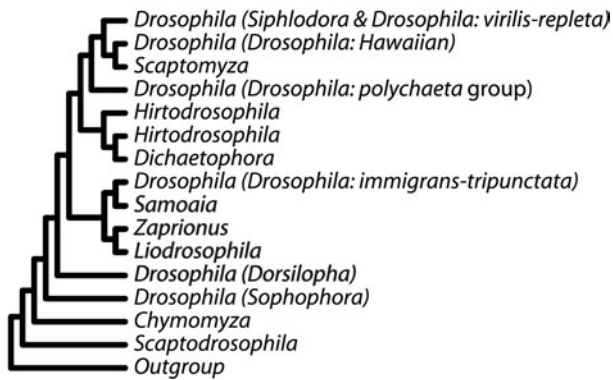 Drosophila (Siphlodora & Drosophila: virilis-repleta)
Drosophila (Drosophila: Hawaiian)
Scaptomyza
Drosophila (Drosophila: polychaeta group)
Hirtodrosophila
Hirtodrosophila
Dichaetophora
Drosophila (Drosophila: immigrans-tripunctata)
Samoaia
Zaprionus
Liodrosophila
Drosophila (Dorsilopha)
Drosophila (Sophophora)
Chymomyza
Scaptodrosophila
Outgroup